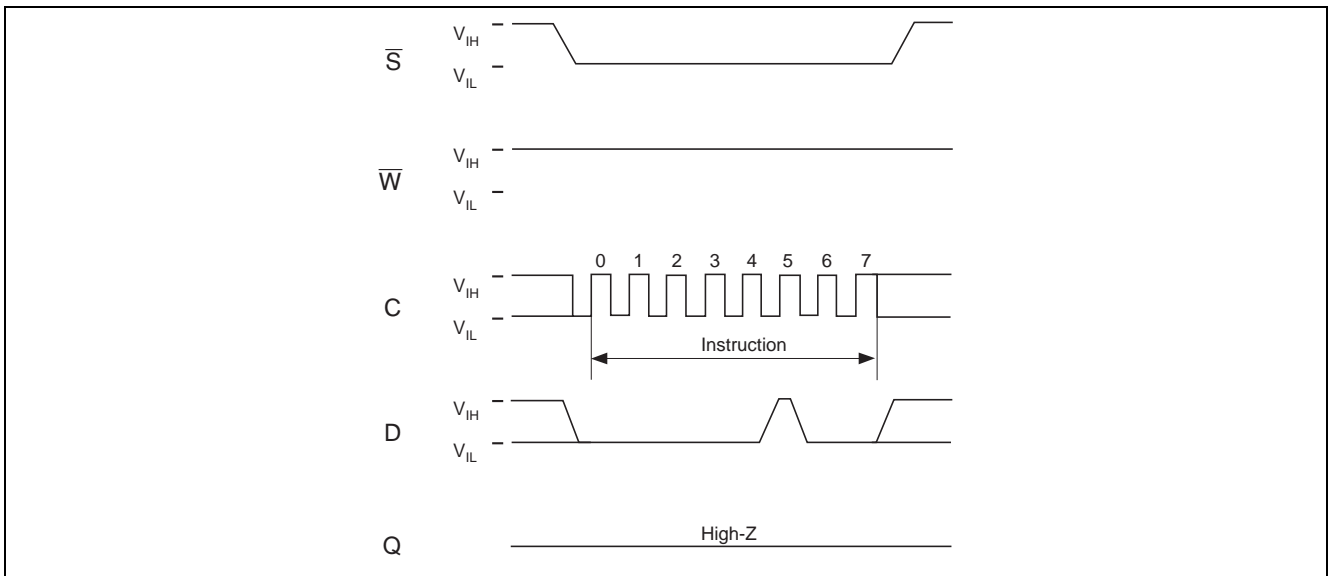 V_IH
S̅
V_IL
V_IH
W̅
V_IL
0 1 2 3 4 5 6 7
V_IH
C
V_IL
Instruction
V_IH
D
V_IL
High-Z
Q